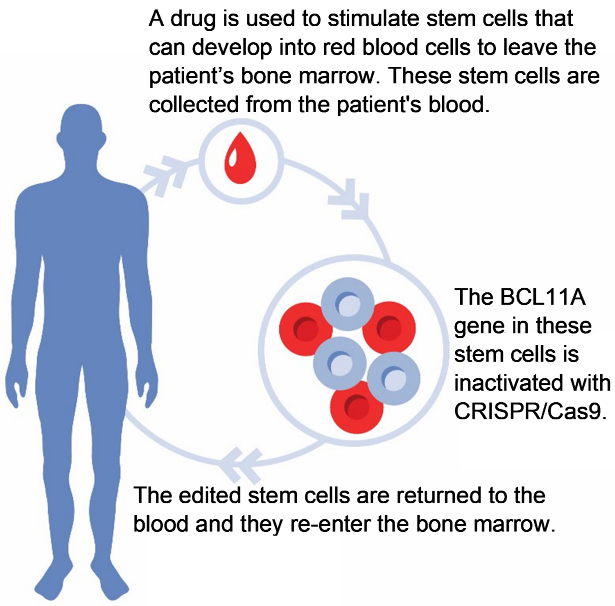 A drug is used to stimulate stem cells that
can develop into red blood cells to leave the
patient’s bone marrow. These stem cells are
collected from the patient's blood.
The BCL11A
gene in these
stem cells is
inactivated with
CRISPR/Cas9.
The edited stem cells are returned to the
blood and they re-enter the bone marrow.